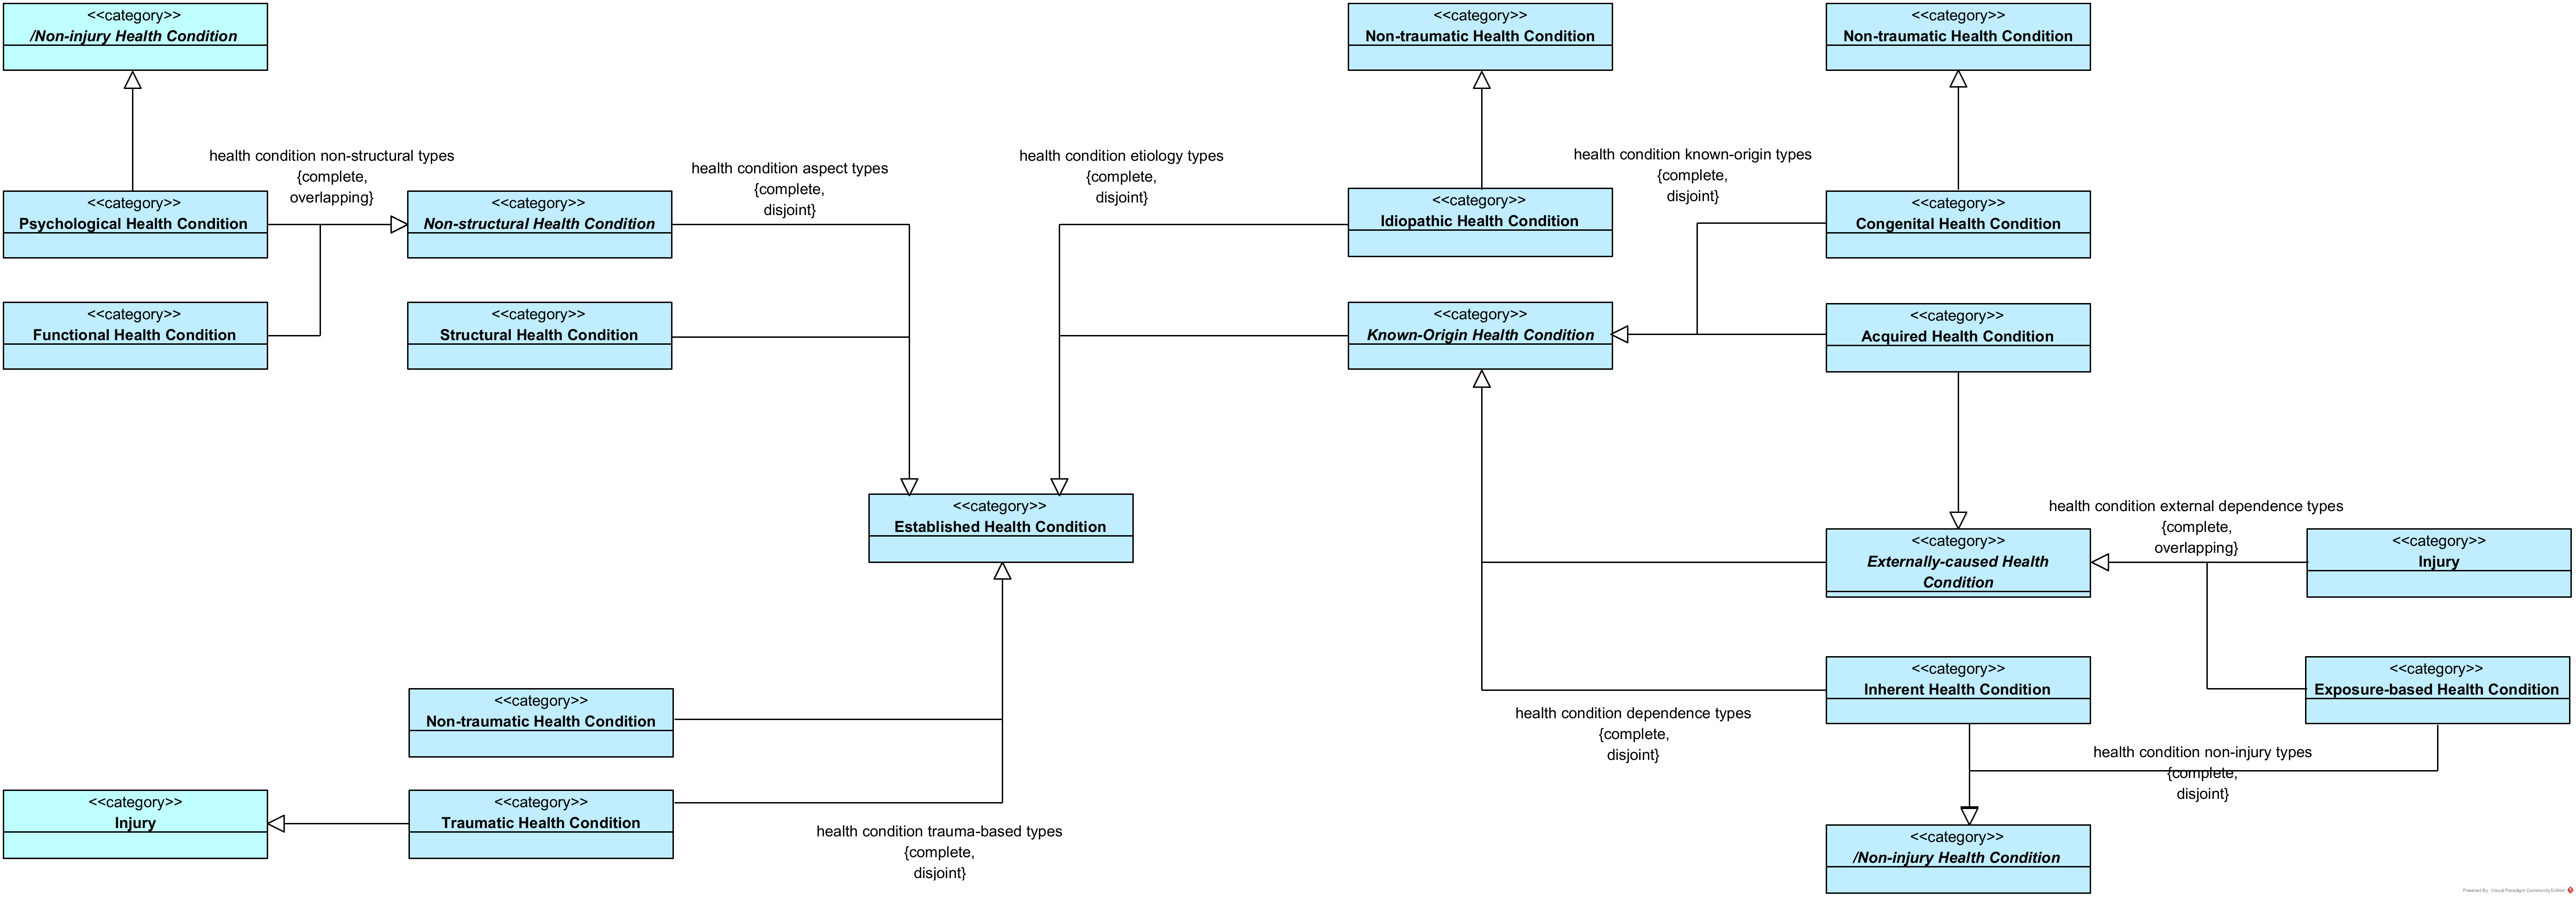 <<category>>
/Non-injury Health Condition
<<category>>
Non-traumatic Health Condition
<<category>>
Non-traumatic Health Condition
health condition non-structural types
{complete,
overlapping}
health condition aspect types
{complete,
disjoint}
health condition etiology types
{complete,
disjoint}
health condition known-origin types
{complete,
disjoint}
<<category>>
Psychological Health Condition
<<category>>
Non-structural Health Condition
<<category>>
Idiopathic Health Condition
<<category>>
Congenital Health Condition
<<category>>
Functional Health Condition
<<category>>
Structural Health Condition
<<category>>
Known-Origin Health Condition
<<category>>
Acquired Health Condition
<<category>>
Established Health Condition
health condition external dependence types
{complete,
overlapping}
<<category>>
Externally-caused Health
Condition
<<category>>
Injury
<<category>>
Non-traumatic Health Condition
<<category>>
Inherent Health Condition
<<category>>
Exposure-based Health Condition
health condition dependence types
{complete,
disjoint}
health condition non-injury types
{complete,
disjoint}
<<category>>
Injury
<<category>>
Traumatic Health Condition
health condition trauma-based types
{complete,
disjoint}
<<category>>
/Non-injury Health Condition
Powered By: Visual Paradigm Community Edition